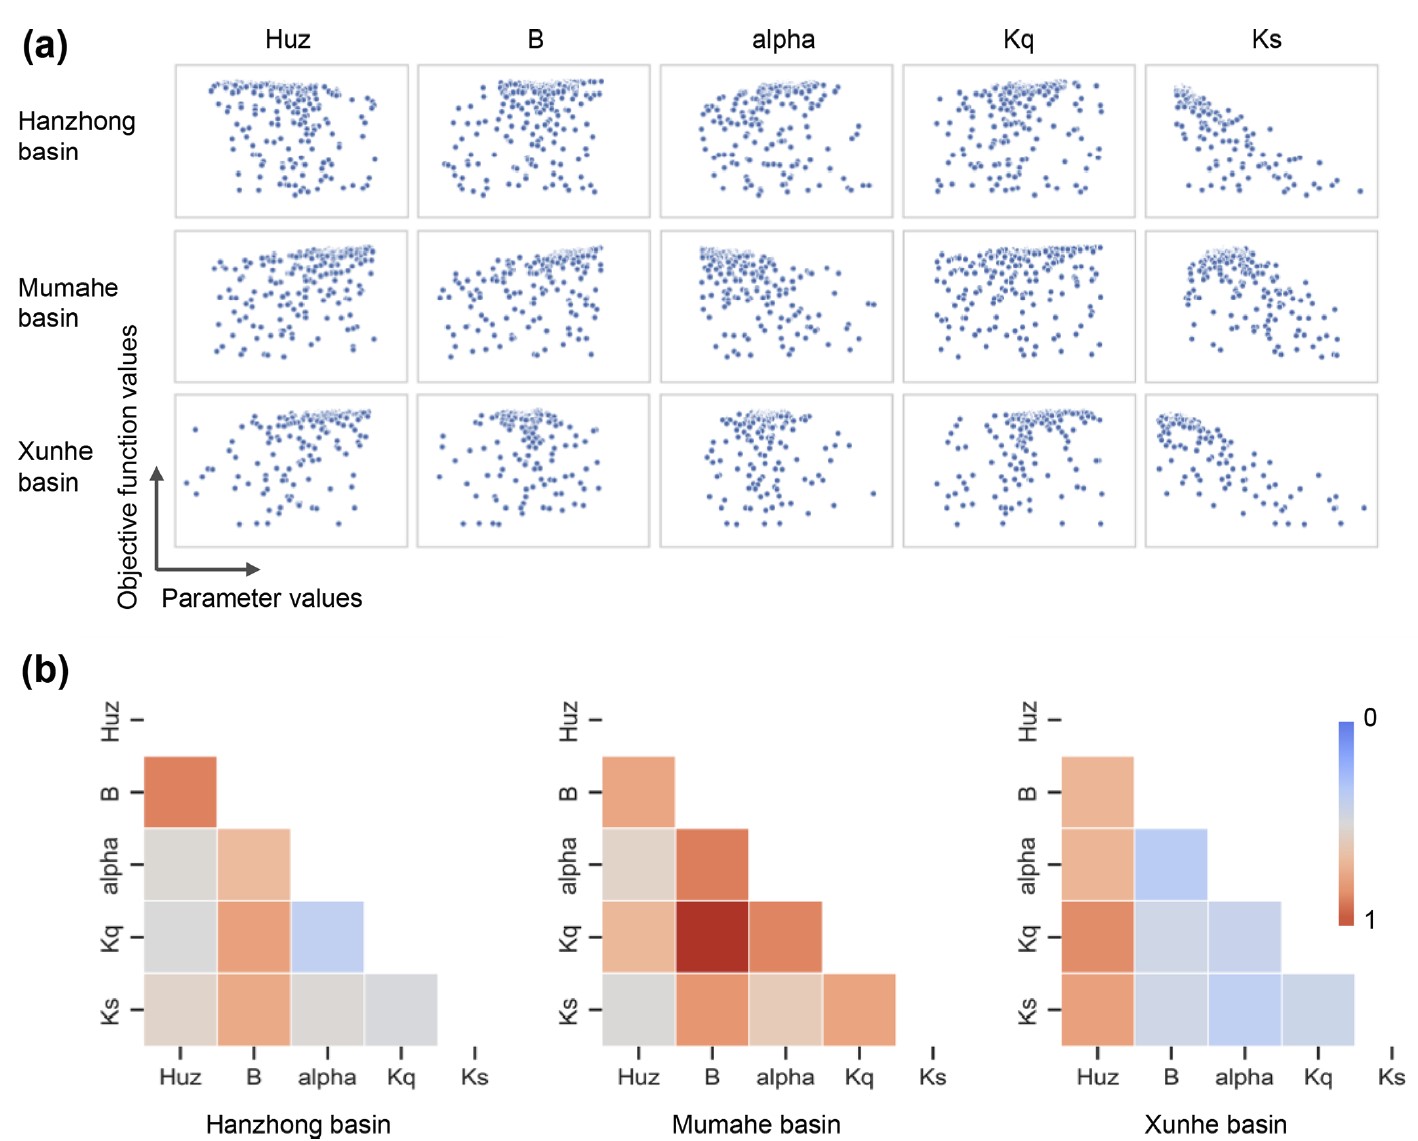 (a)
Huz B alpha Kq Ks
Hanzhong
basin
Mumahe
basin
Xunhe
basin
Objective function values
Parameter values
(b)
Huz
B
alpha
Kq
Ks
Huz B alpha Kq Ks
Hanzhong basin
Huz
B
alpha
Kq
Ks
Huz B alpha Kq Ks
Mumahe basin
Huz
B
alpha
Kq
Ks
Huz B alpha Kq Ks
Xunhe basin
0
1